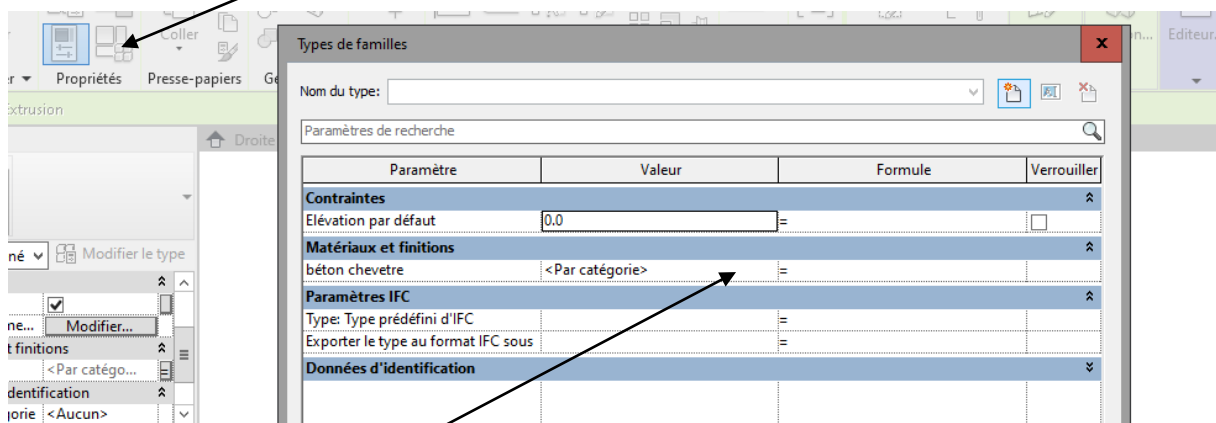 Coller
Editeur
Propriétés Presse-papiers
Types de familles
x
Extrusion
Nom du type:
Droite
Paramètres de recherche
Paramètre Valeur Formule Verrouiller
Contraintes
Elévation par défaut 0.0 =
Modifier le type
Matériaux et finitions
béton chevetre <Par catégorie> =
Paramètres IFC
Modifier...
Type: Type prédéfini d'IFC =
Exporter le type au format IFC sous =
t finitions
<Par catégo... =
Données d'identification
dentification
gorie <Aucun>